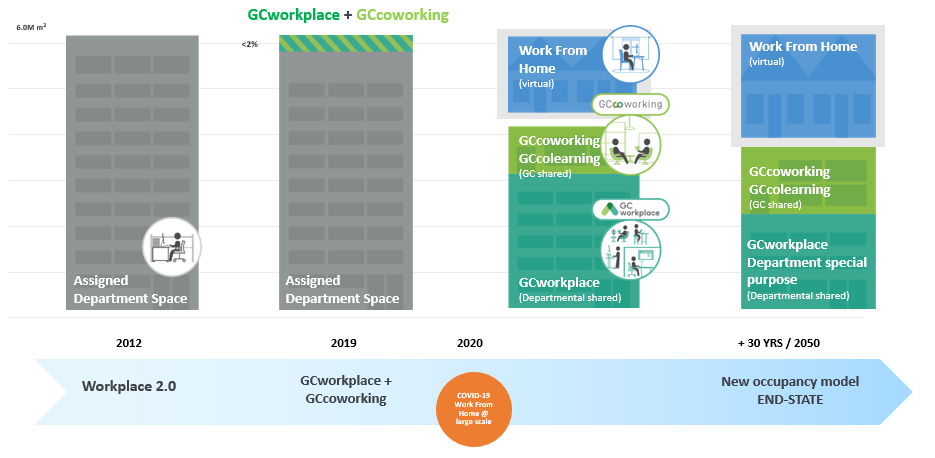 GCworkplace + GCcoworking
6.0M m²
<2%
Assigned
Department Space
Assigned
Department Space
Work From
Home
(virtual)
GCcoworking
GCcoworking
GCcolearning
(GC shared)
GC
workplace
GCworkplace
(Departmental shared)
Work From Home
(virtual)
GCcoworking
GCcolearning
(GC shared)
GCworkplace
Department special
purpose
(Departmental shared)
2012
2019
2020
+ 30 YRS / 2050
Workplace 2.0
GCworkplace +
GCcoworking
COVID-19
Work From
Home @
large scale
New occupancy model
END-STATE